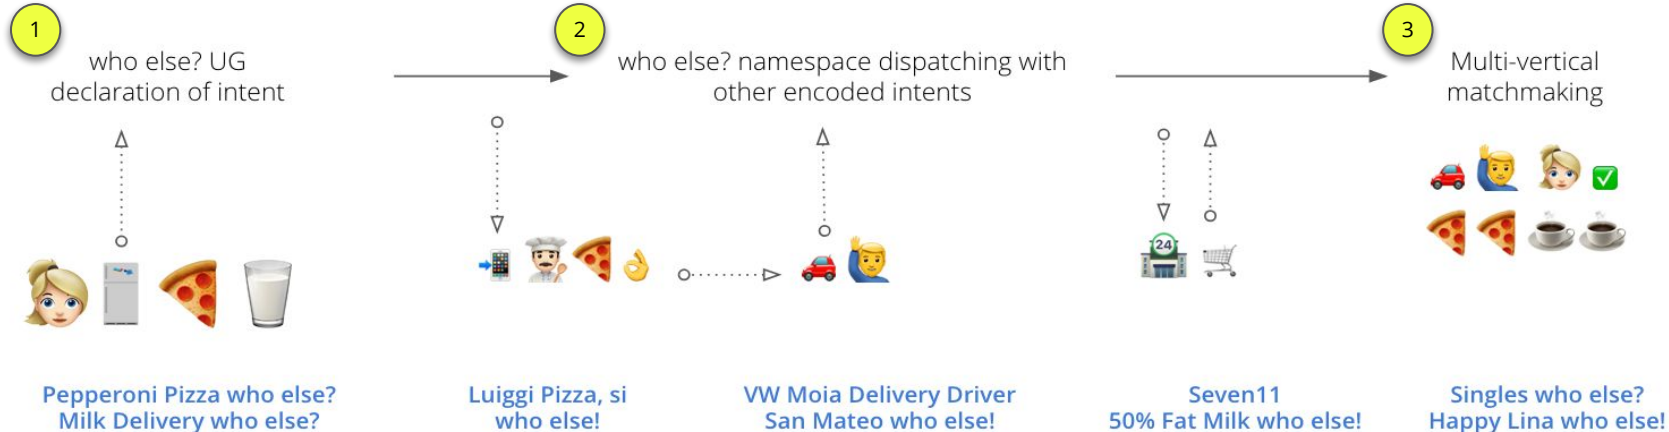 1
who else? UG
declaration of intent
2
who else? namespace dispatching with
other encoded intents
3
Multi-vertical
matchmaking
24
Pepperoni Pizza who else?
Milk Delivery who else?
Luiggi Pizza, si
who else!
VW Moia Delivery Driver
San Mateo who else!
Seven11
50% Fat Milk who else!
Singles who else?
Happy Lina who else!